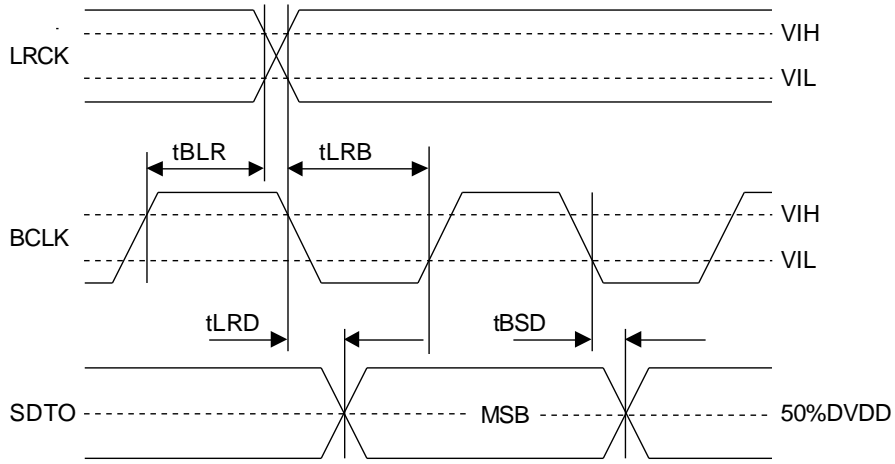 VIH
LRCK
VIL
tBLR
tLRB
VIH
BCLK
VIL
tLRD
tBSD
SDTO
MSB
50%DVDD